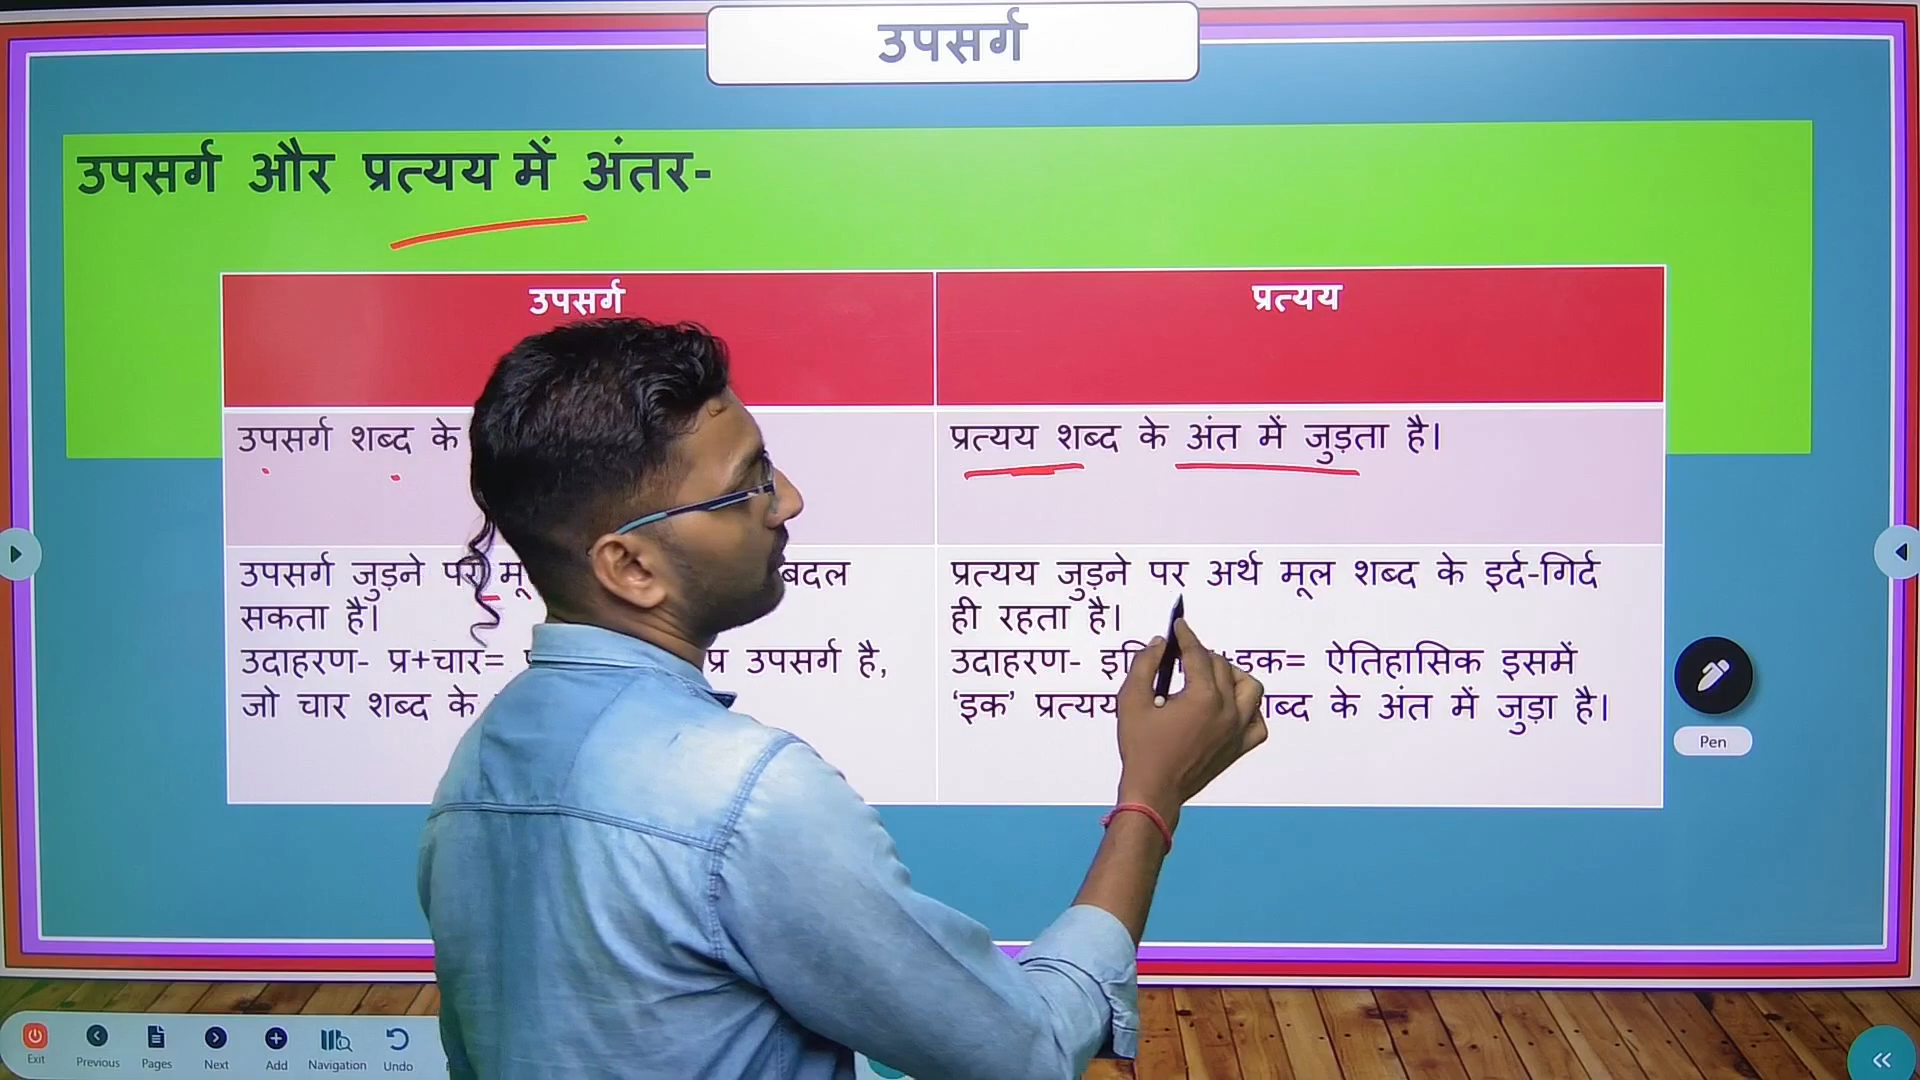 उपसर्ग
उपसर्ग और प्रत्यय में अंतर-
उपसर्ग
प्रत्यय
उपसर्ग शब्द के
प्रत्यय शब्द के अंत में जुड़ता है।
उपसर्ग जुड़ने पर बदल
सकता है।
उदाहरण- प्र+चार= प्र उपसर्ग है,
जो चार शब्द के
प्रत्यय जुड़ने पर अर्थ मूल शब्द के इर्द-गिर्द
ही रहता है।
उदाहरण- +इक= ऐतिहासिक इसमें
‘इक’ प्रत्यय के अंत में जुड़ा है।
Pen
Exit
Previous
Pages
Next
Add
Navigation
Undo